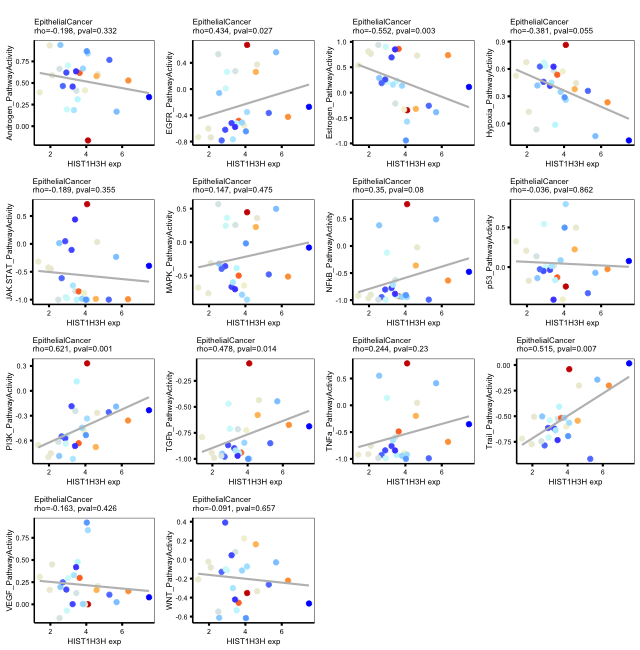 EpithelialCancer
rho=-0.198, pval=0.332
Androgen_PathwayActivity
0.75
0.50
0.25
0.00
2
4
6
HIST1H3H exp
EpithelialCancer
rho=0.434, pval=0.027
EGFR_PathwayActivity
0.4
0.0
-0.4
-0.8
2
4
6
HIST1H3H exp
EpithelialCancer
rho=-0.552, pval=0.003
Estrogen_PathwayActivity
1.0
0.5
0.0
-0.5
-1.0
2
4
6
HIST1H3H exp
EpithelialCancer
rho=-0.381, pval=0.055
Hypoxia_PathwayActivity
0.9
0.6
0.3
0.0
2
4
6
HIST1H3H exp
EpithelialCancer
rho=-0.189, pval=0.355
JAK.STAT_PathwayActivity
0.5
0.0
-0.5
-1.0
2
4
6
HIST1H3H exp
EpithelialCancer
rho=0.147, pval=0.475
MAPK_PathwayActivity
0.5
0.0
-0.5
-1.0
2
4
6
HIST1H3H exp
EpithelialCancer
rho=0.35, pval=0.08
NFkB_PathwayActivity
0.5
0.0
-0.5
-1.0
2
4
6
HIST1H3H exp
EpithelialCancer
rho=-0.036, pval=0.862
p53_PathwayActivity
0.5
0.0
2
4
6
HIST1H3H exp
EpithelialCancer
rho=0.621, pval=0.001
PI3K_PathwayActivity
0.3
0.0
-0.3
-0.6
2
4
6
HIST1H3H exp
EpithelialCancer
rho=0.478, pval=0.014
TGFb_PathwayActivity
-0.25
-0.50
-0.75
-1.00
2
4
6
HIST1H3H exp
EpithelialCancer
rho=0.244, pval=0.23
TNFa_PathwayActivity
0.5
0.0
-0.5
-1.0
2
4
6
HIST1H3H exp
EpithelialCancer
rho=0.515, pval=0.007
Trail_PathwayActivity
0.00
-0.25
-0.50
-0.75
2
4
6
HIST1H3H exp
EpithelialCancer
rho=-0.163, pval=0.426
VEGF_PathwayActivity
0.75
0.50
0.25
0.00
2
4
6
HIST1H3H exp
EpithelialCancer
rho=-0.091, pval=0.657
WNT_PathwayActivity
0.4
0.2
0.0
-0.2
-0.4
-0.6
2
4
6
HIST1H3H exp